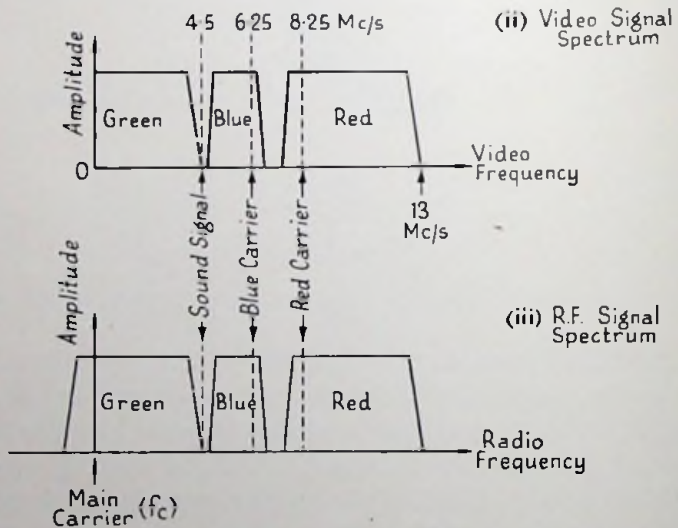 4·5 6·25 8·25 Mc/s
(ii) Video Signal
Spectrum
Amplitude
Green
Blue
Red
O
Video
Frequency
13
Mc/s
Sound Signal
Blue Carrier
Red Carrier
(iii) R.F. Signal
Spectrum
Amplitude
Green
Blue
Red
Radio
Frequency
Main
Carrier (fc)